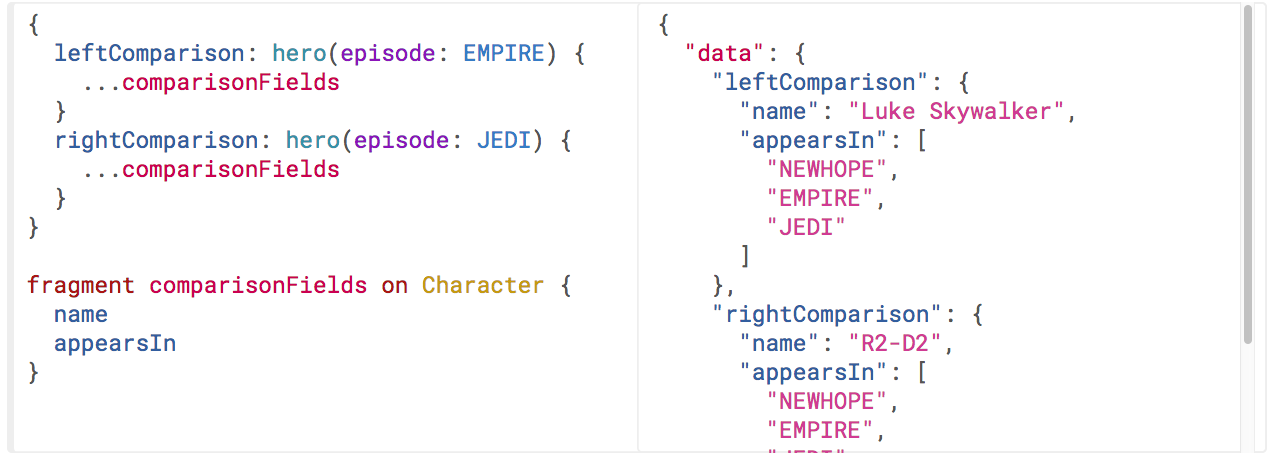 {
  leftComparison: hero(episode: EMPIRE) {
    ...comparisonFields
  }
  rightComparison: hero(episode: JEDI) {
    ...comparisonFields
  }
}

fragment comparisonFields on Character {
  name
  appearsIn
}
{
  "data": {
    "leftComparison": {
      "name": "Luke Skywalker",
      "appearsIn": [
        "NEWHOPE",
        "EMPIRE",
        "JEDI"
      ]
    },
    "rightComparison": {
      "name": "R2-D2",
      "appearsIn": [
        "NEWHOPE",
        "EMPIRE",